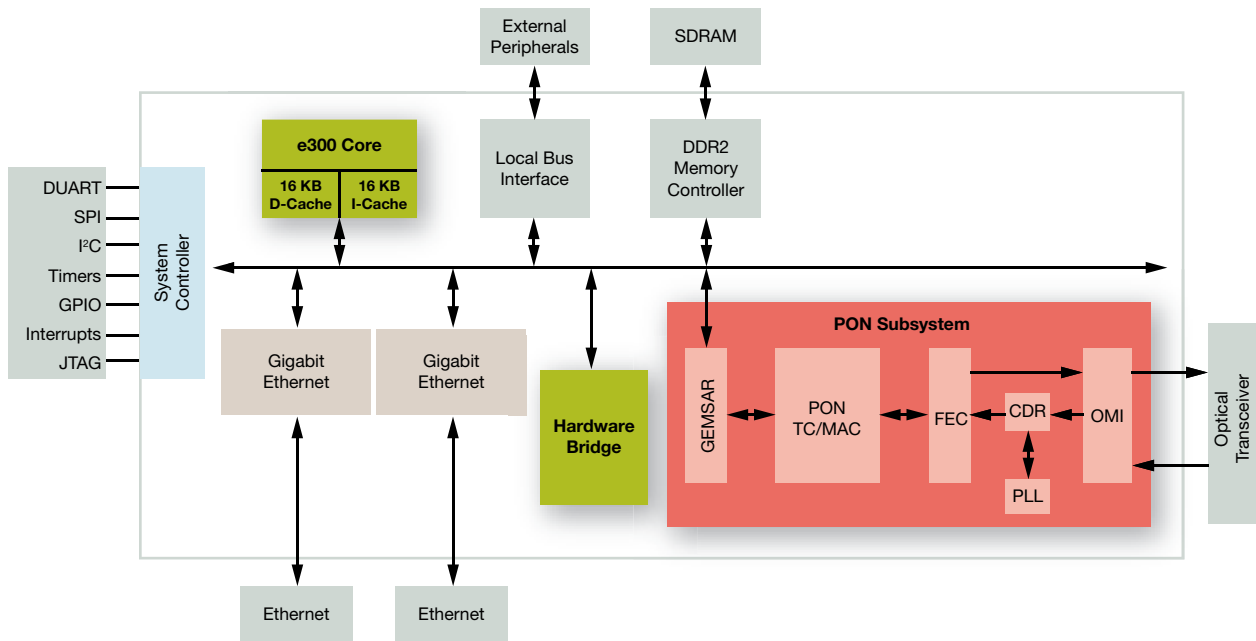 External
Peripherals
SDRAM
e300 Core
16 KB
D-Cache
16 KB
I-Cache
Local Bus
Interface
DDR2
Memory
Controller
DUART
SPI
I²C
Timers
GPIO
Interrupts
JTAG
System
Controller
Gigabit
Ethernet
Gigabit
Ethernet
Hardware
Bridge
PON Subsystem
GEMSAR
PON
TC/MAC
FEC
CDR
PLL
OMI
Optical
Transceiver
Ethernet
Ethernet